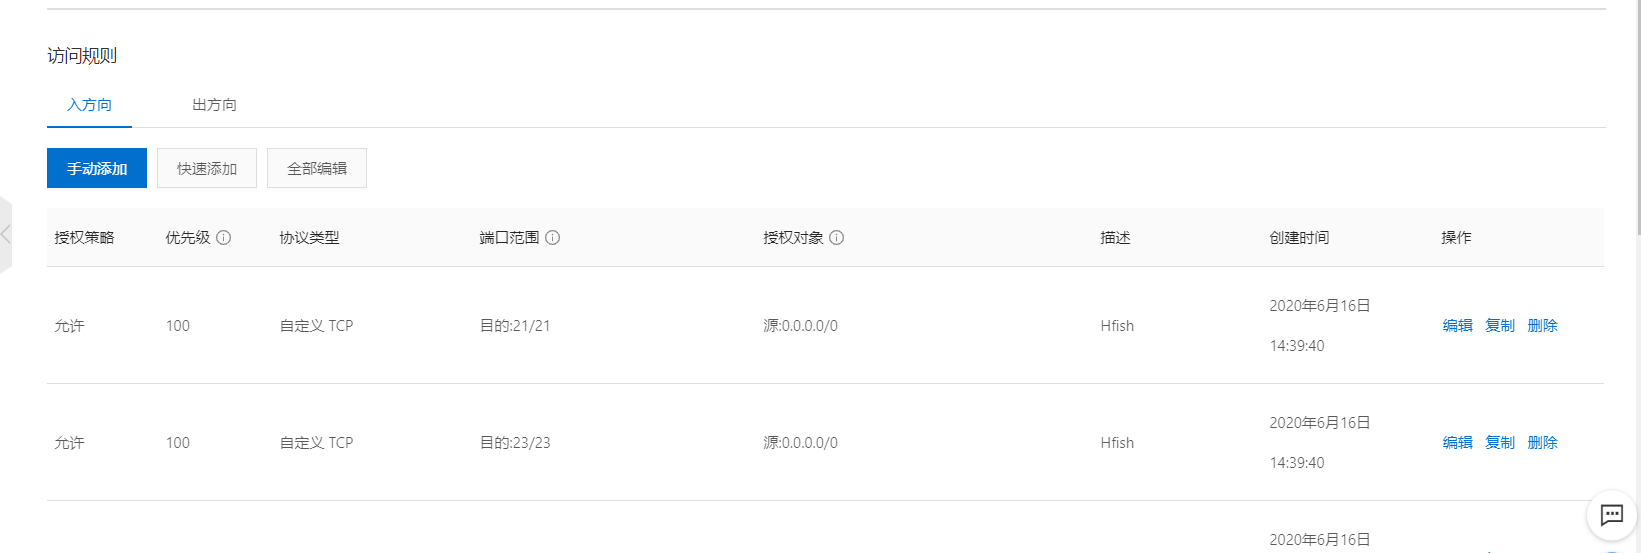 访问规则
入方向 出方向
手动添加 快速添加 全部编辑
授权策略 优先级 协议类型 端口范围 授权对象 描述 创建时间 操作
允许 100 自定义 TCP 目的:21/21 源:0.0.0.0/0 Hfish 2020年6月16日 14:39:40 编辑 复制 删除
允许 100 自定义 TCP 目的:23/23 源:0.0.0.0/0 Hfish 2020年6月16日 14:39:40 编辑 复制 删除
2020年6月16日